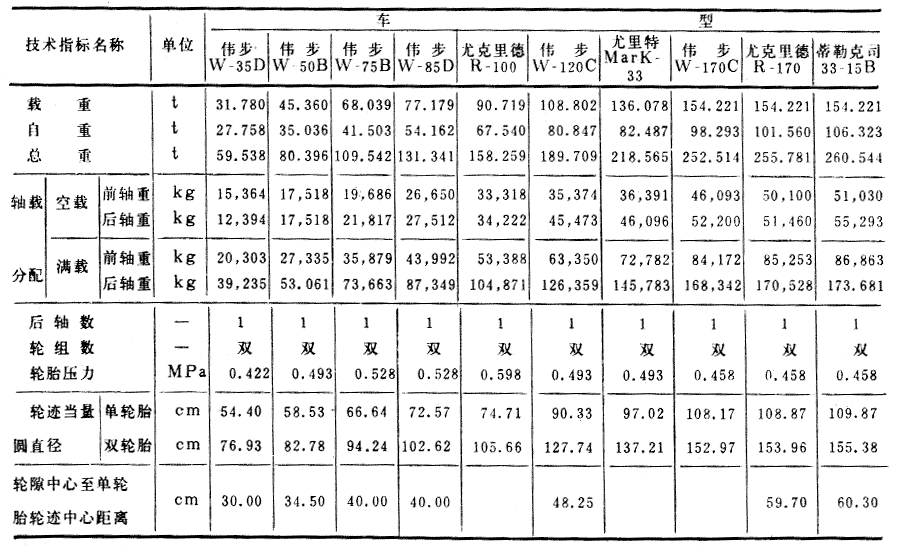 车 型
技术指标名称 单位 伟步 W-35D 伟步 W-50B 伟步 W-75B 伟步 W-85D 尤克里德 R-100 伟步 W-120C 尤里特 MarK-33 伟步 W-170C 尤克里德 R-170 蒂勒克司 33-15B
载重 t 31.780 45.360 68.039 77.179 90.719 108.802 136.078 154.221 154.221 154.221
自重 t 27.758 35.036 41.503 54.162 67.540 80.847 82.487 98.293 101.560 106.323
总重 t 59.538 80.396 109.542 131.341 158.259 189.709 218.565 252.514 255.781 260.544
轴载 空载 前轴重 kg 15,364 17,518 19,686 26,650 33,318 35,374 36,391 46,093 50,100 51,030
后轴重 kg 12,394 17,518 21,817 27,512 34,222 45,473 46,096 52,200 51,460 55,293
分配 满载 前轴重 kg 20,303 27,335 35,879 43,992 53,388 63,350 72,782 84,172 85,253 86,863
后轴重 kg 39,235 53.061 73,663 87,349 104,871 126,359 145,783 168,342 170,528 173.681
后轴数 — 1 1 1 1 1 1 1 1 1 1
轮组数 — 双 双 双 双 双 双 双 双 双 双
轮胎压力 MPa 0.422 0.493 0.528 0.528 0.598 0.493 0.493 0.458 0.458 0.458
轮迹当量 单轮胎 cm 54.40 58.53 66.64 72.57 74.71 90.33 97.02 108.17 108.87 109.87
圆直径 双轮胎 cm 76.93 82.78 94.24 102.62 105.66 127.74 137.21 152.97 153.96 155.38
轮隙中心至单轮
cm 30.00 34.50 40.00 40.00 48.25 59.70 60.30
胎轮迹中心距离